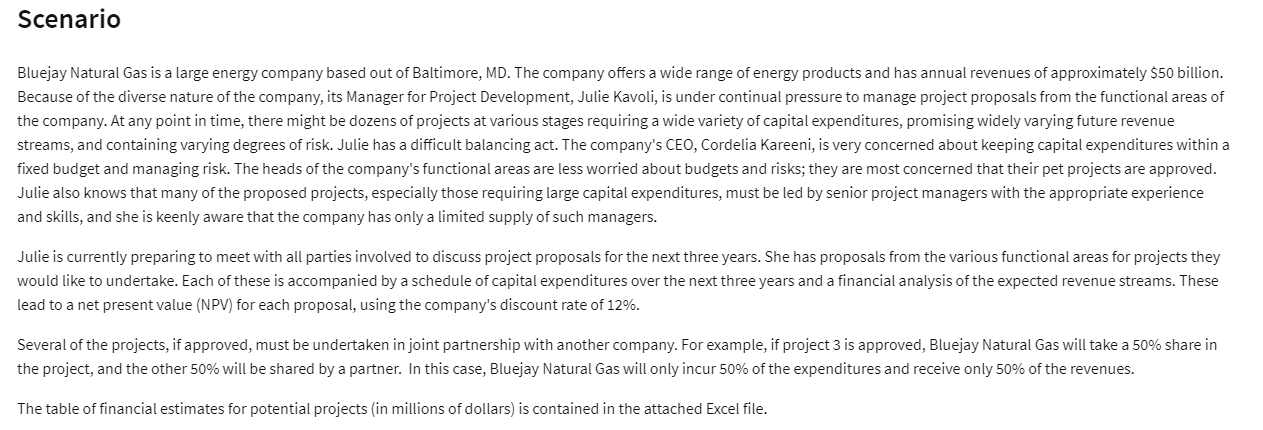 Scenario
Bluejay Natural Gas is a large energy company based out of Baltimore, MD. The company offers a wide range of energy products and has annual revenues of approximately $50 billion.
Because of the diverse nature of the company, its Manager for Project Development, Julie Kavoli, is under continual pressure to manage project proposals from the functional areas of
the company. At any point in time, there might be dozens of projects at various stages requiring a wide variety of capital expenditures, promising widely varying future revenue
streams, and containing varying degrees of risk. Julie has a difficult balancing act. The company's CEO, Cordelia Kareeni, is very concerned about keeping capital expenditures within a
fixed budget and managing risk. The heads of the company's functional areas are less worried about budgets and risks; they are most concerned that their pet projects are approved.
Julie also knows that many of the proposed projects, especially those requiring large capital expenditures, must be led by senior project managers with the appropriate experience
and skills, and she is keenly aware that the company has only a limited supply of such managers.
Julie is currently preparing to meet with all parties involved to discuss project proposals for the next three years. She has proposals from the various functional areas for projects they
would like to undertake. Each of these is accompanied by a schedule of capital expenditures over the next three years and a financial analysis of the expected revenue streams. These
lead to a net present value (NPV) for each proposal, using the company's discount rate of 12%.
Several of the projects, if approved, must be undertaken in joint partnership with another company. For example, if project 3 is approved, Bluejay Natural Gas will take a 50% share in
the project, and the other 50% will be shared by a partner.  In this case, Bluejay Natural Gas will only incur 50% of the expenditures and receive only 50% of the revenues.
The table of financial estimates for potential projects (in millions of dollars) is contained in the attached Excel file.